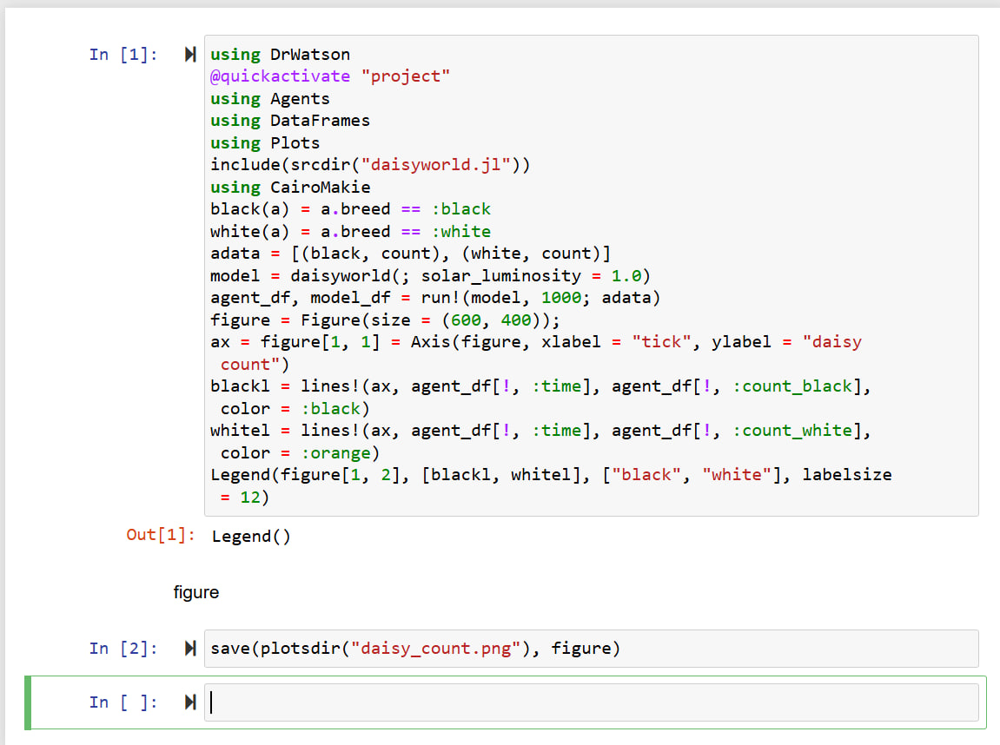 In [1]:
using DrWatson
@quickactivate "project"
using Agents
using DataFrames
using Plots
include(srcdir("daisyworld.jl"))
using CairoMakie
black(a) = a.breed == :black
white(a) = a.breed == :white
adata = [(black, count), (white, count)]
model = daisyworld(; solar_luminosity = 1.0)
agent_df, model_df = run!(model, 1000; adata)
figure = Figure(size = (600, 400));
ax = figure[1, 1] = Axis(figure, xlabel = "tick", ylabel = "daisy
count")
blackl = lines!(ax, agent_df[!, :time], agent_df[!, :count_black],
color = :black)
whitel = lines!(ax, agent_df[!, :time], agent_df[!, :count_white],
color = :orange)
Legend(figure[1, 2], [blackl, whitel], ["black", "white"], labelsize
= 12)
Out[1]: Legend()
figure
In [2]: save(plotsdir("daisy_count.png"), figure)
In [ ]: